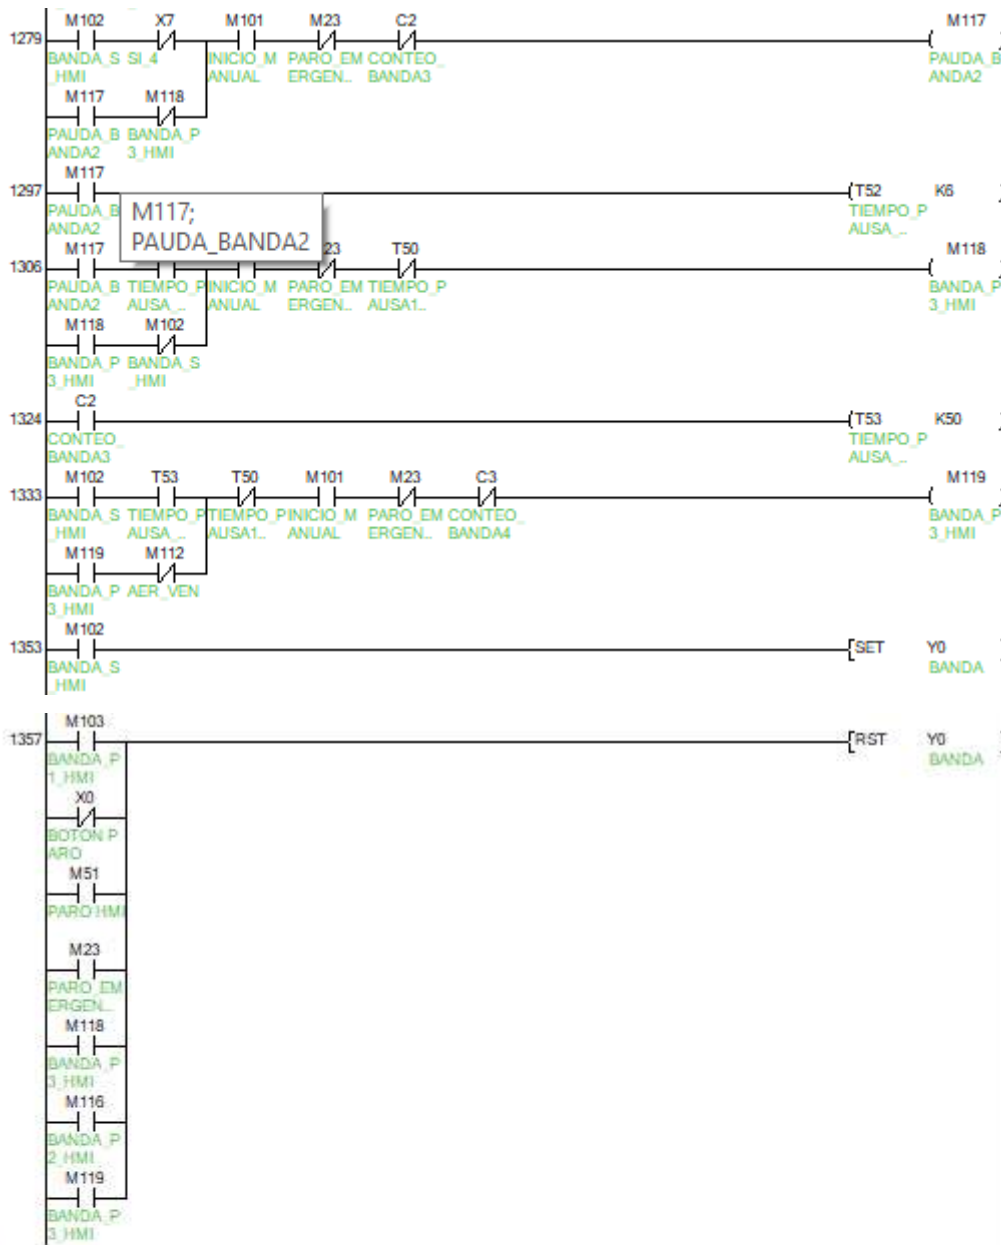 M102 X7 M101 M23 C2 M117
1279
BANDA_S SI_4 INICIO_M PARO_EM CONTEO_ PAUDA_B
_HMI ANUAL ERGEN.. BANDA3 ANDA2
M117 M118
PAUDA_B BANDA_P
ANDA2 3_HMI
M117
1297 (T52 K6
PAUDA_B TIEMPO_P
ANDA2 AUSA_..
M117;
PAUDA_BANDA2
M117 23 T50 M118
1306
PAUDA_B TIEMPO_P INICIO_M PARO_EM TIEMPO_P BANDA_P
ANDA2 AUSA_.. ANUAL ERGEN.. AUSA1.. 3_HMI
M118 M102
BANDA_P BANDA_S
3_HMI _HMI
C2
1324 (T53 K50
CONTEO_ TIEMPO_P
BANDA3 AUSA_..
M102 T53 T50 M101 M23 C3 M119
1333
BANDA_S TIEMPO_P TIEMPO_P INICIO_M PARO_EM CONTEO_ BANDA_P
_HMI AUSA_.. AUSA1.. ANUAL ERGEN.. BANDA4 3_HMI
M119 M112
BANDA_P AER_VEN
3_HMI
M102
1353 [SET Y0
BANDA_S BANDA
_HMI
M103
1357 [RST Y0
BANDA_P BANDA
1_HMI
X0
BOTON P
ARO
M51
PARO HMI
M23
PARO_EM
ERGEN..
M118
BANDA_P
3_HMI
M116
BANDA_P
2_HMI
M119
BANDA_P
3_HMI